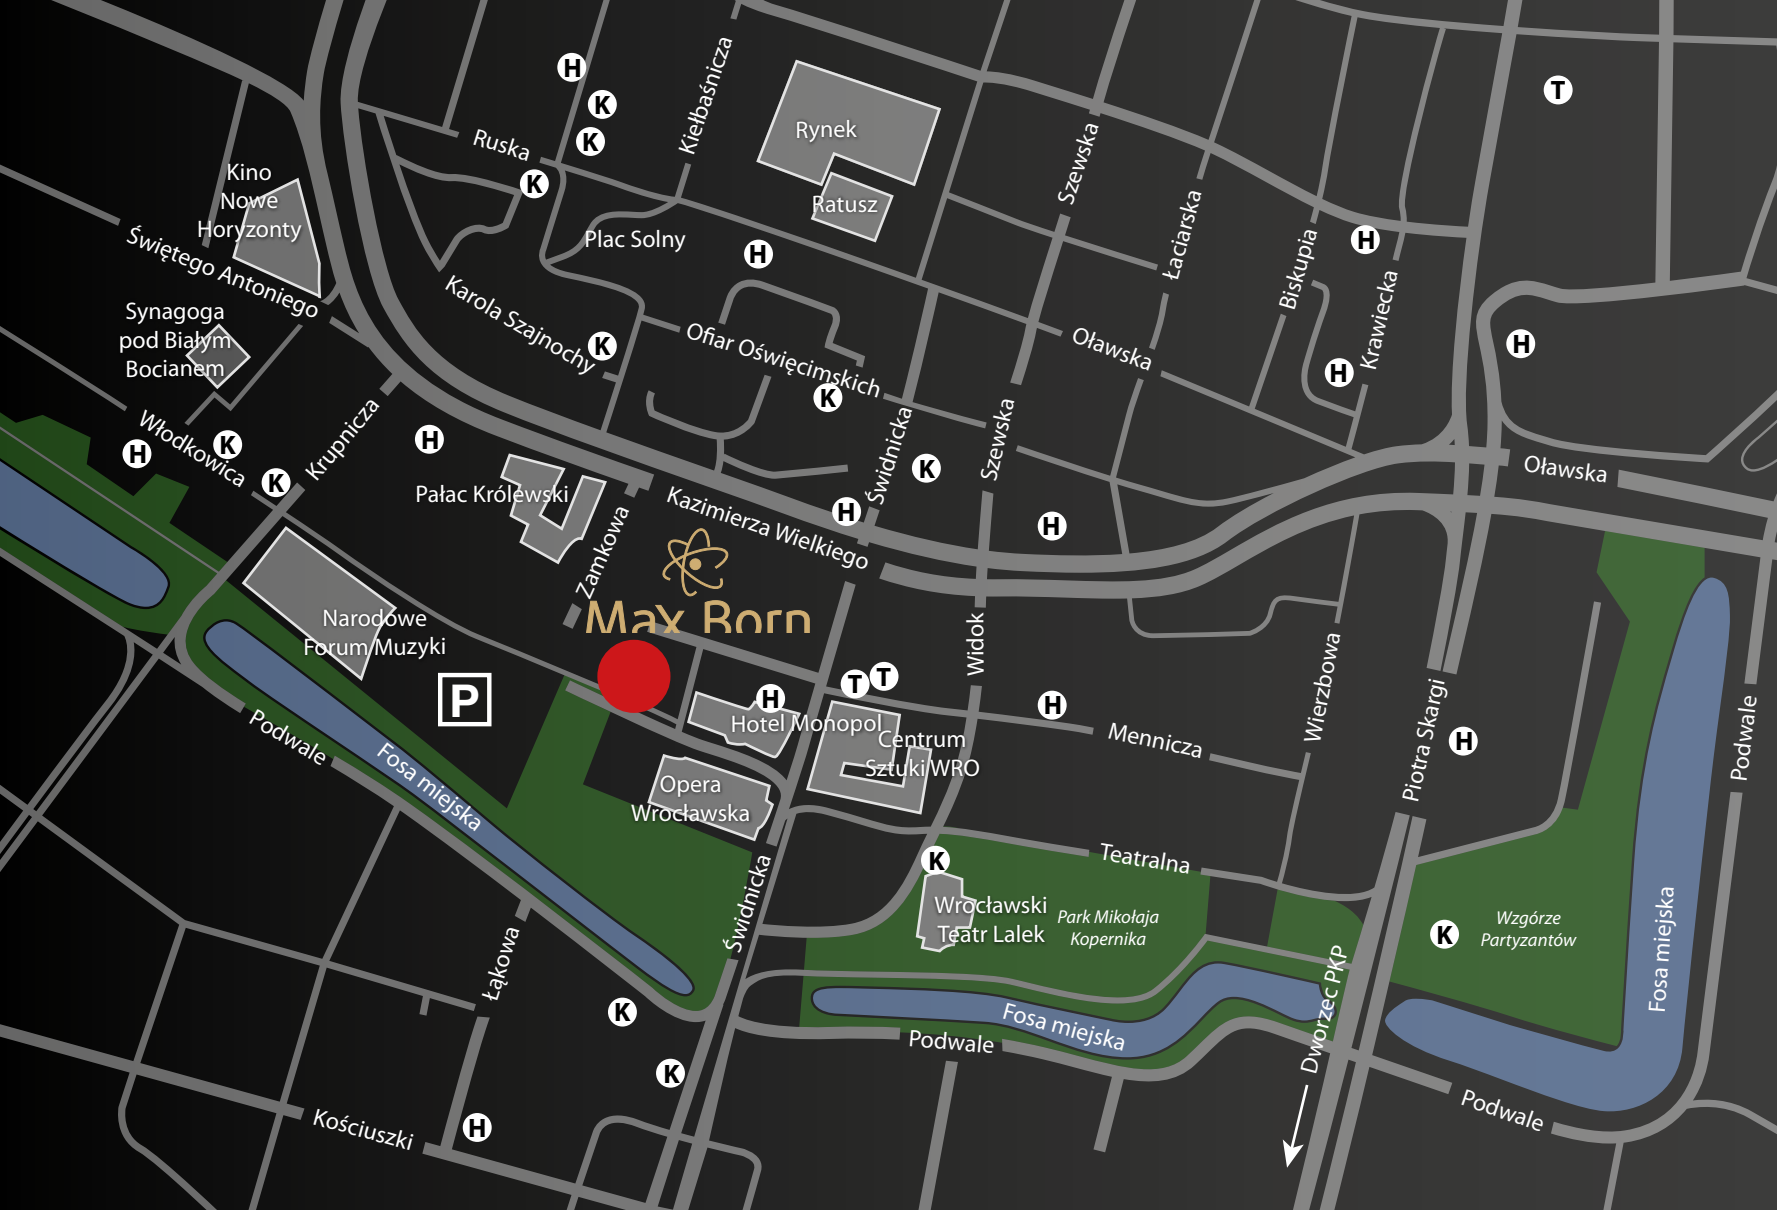 H
K
K
K
Kiełbaśnicza
Ruska
Rynek
Ratusz
Plac Solny
H
Szewska
Łaciarska
Biskupia
H
Krawiecka
T
H
H
Kino
Nowe
Horyzonty
Świętego Antoniego
Synagoga
pod Białym
Bocianem
Karola Szajnochy
K
Ofiar Oświęcimskich
K
Oławska
Włodkowica
H
K
K
Krupnicza
H
Pałac Królewski
Zamkowa
Kazimierza Wielkiego
Świdnicka
H
K
Szewska
H
Oławska
Max Born
Narodowe
Forum Muzyki
P
Widok
H
Hotel Monopol
T
T
Centrum
Sztuki WRO
H
Mennicza
Wierzbowa
Piotra Skargi
H
Podwale
Podwale
Fosa miejska
Opera
Wrocławska
Świdnicka
K
Teatralna
Wrocławski
Teatr Lalek
Park Mikołaja
Kopernika
K
Wzgórze
Partyzantów
Fosa miejska
Łąkowa
K
K
Fosa miejska
Podwale
Dworzec PKP
Podwale
Kościuszki
H